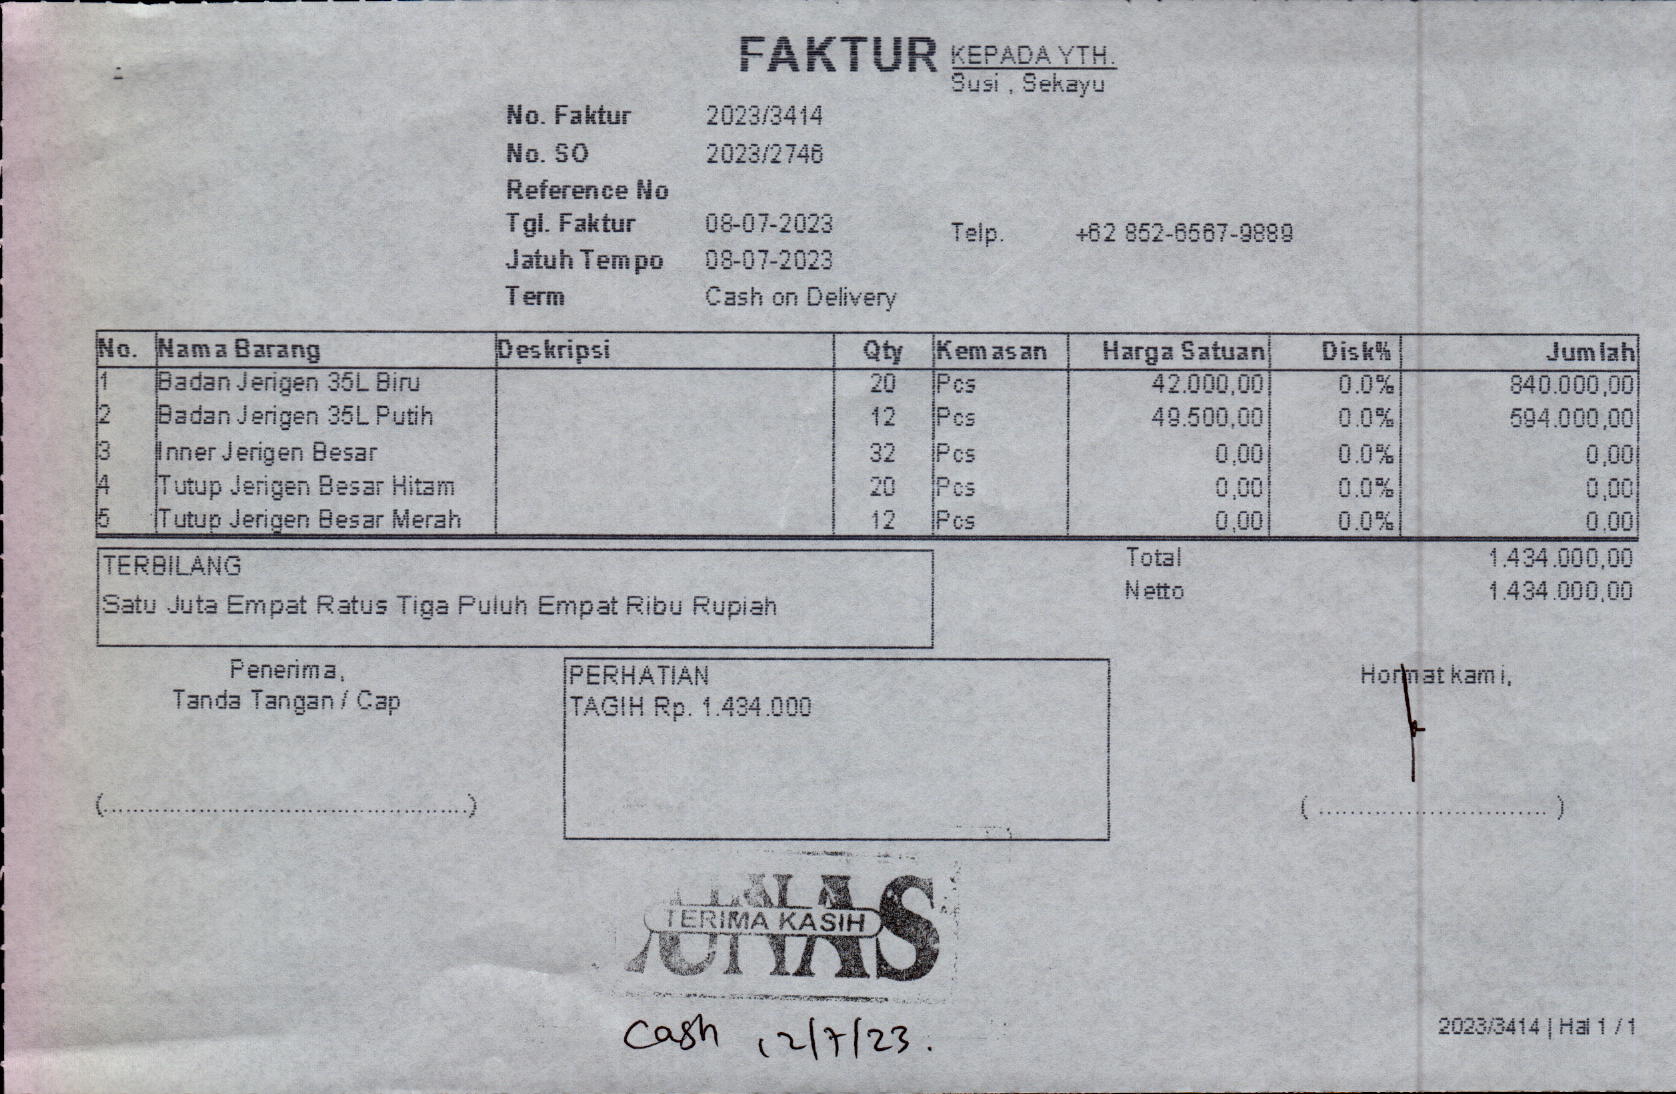 FAKTUR
KEPADA YTH.
Susi , Sekayu
No. Faktur 2023/3414
No. SO 2023/2746
Reference No
Tgl. Faktur 08-07-2023
Telp. +62 852-6567-9889
Jatuh Tempo 08-07-2023
Term Cash on Delivery
No. Nama Barang Deskripsi Qty Kemasan Harga Satuan Disk% Jumlah
1 Badan Jerigen 35L Biru 20 Pcs 42.000,00 0.0% 840.000,00
2 Badan Jerigen 35L Putih 12 Pcs 49.500,00 0.0% 594.000,00
3 Inner Jerigen Besar 32 Pcs 0,00 0.0% 0,00
4 Tutup Jerigen Besar Hitam 20 Pcs 0,00 0.0% 0,00
5 Tutup Jerigen Besar Merah 12 Pcs 0,00 0.0% 0.00
TERBILANG
Satu Juta Empat Ratus Tiga Puluh Empat Ribu Rupiah
Total 1.434.000,00
Netto 1.434.000,00
Penerima,
Tanda Tangan / Cap
(..............................................)
PERHATIAN
TAGIH Rp. 1.434.000
Hormat kami,
( ............................. )
LUNAS
TERIMA KASIH
Cash 12/7/23.
2023/3414 | Hal 1 / 1